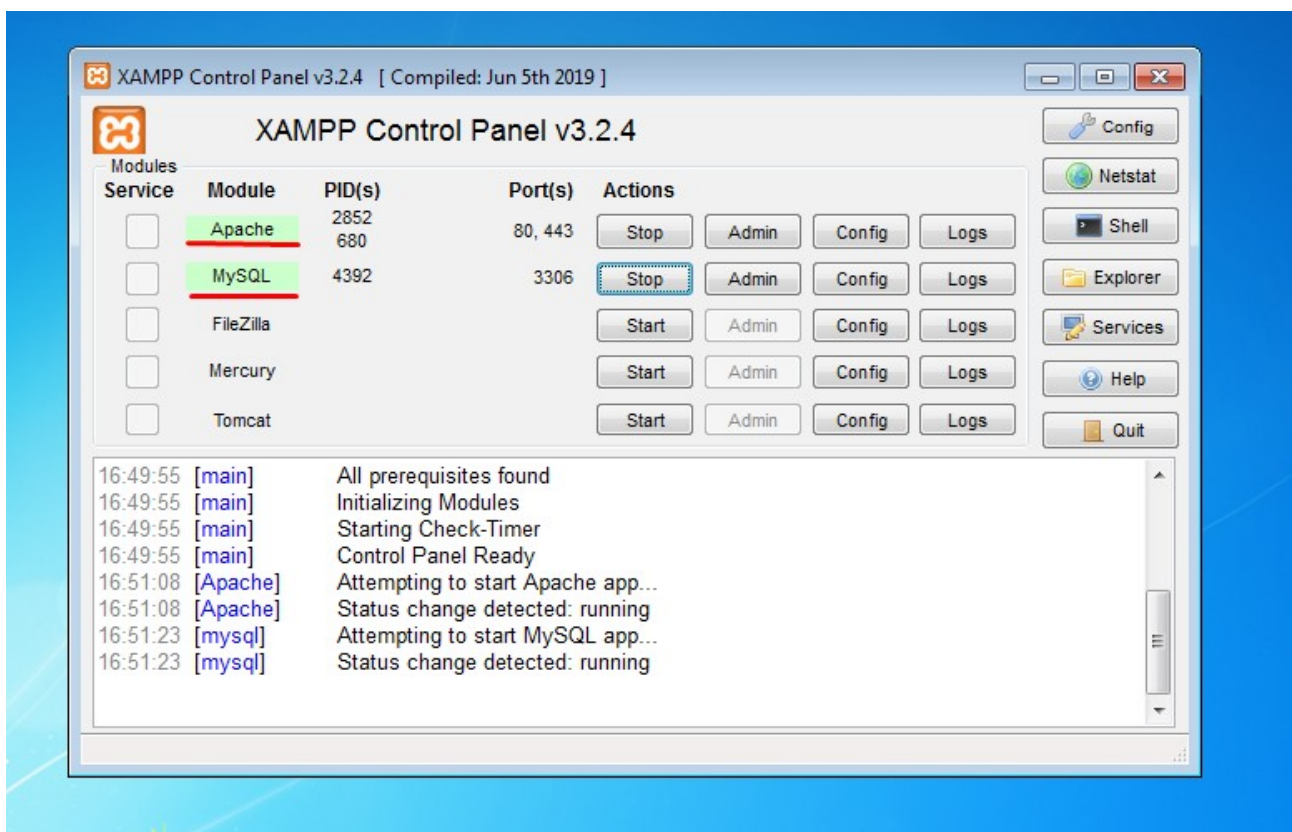 XAMPP Control Panel v3.2.4 [ Compiled: Jun 5th 2019 ]
XAMPP Control Panel v3.2.4
Config
Modules
Netstat
Service Module PID(s) Port(s) Actions
Apache 2852 680 80, 443 Stop Admin Config Logs
Shell
MySQL 4392 3306 Stop Admin Config Logs
Explorer
FileZilla Start Admin Config Logs
Services
Mercury Start Admin Config Logs
Help
Tomcat Start Admin Config Logs
Quit
16:49:55 [main] All prerequisites found
16:49:55 [main] Initializing Modules
16:49:55 [main] Starting Check-Timer
16:49:55 [main] Control Panel Ready
16:51:08 [Apache] Attempting to start Apache app...
16:51:08 [Apache] Status change detected: running
16:51:23 [mysql] Attempting to start MySQL app...
16:51:23 [mysql] Status change detected: running